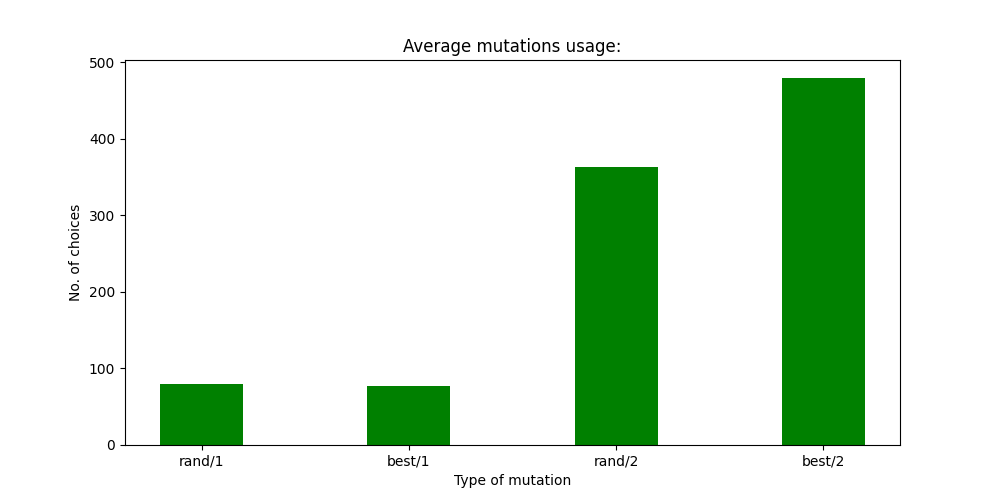 Average mutations usage:
500
400
300
200
100
0
No. of choices
rand/1
best/1
rand/2
best/2
Type of mutation